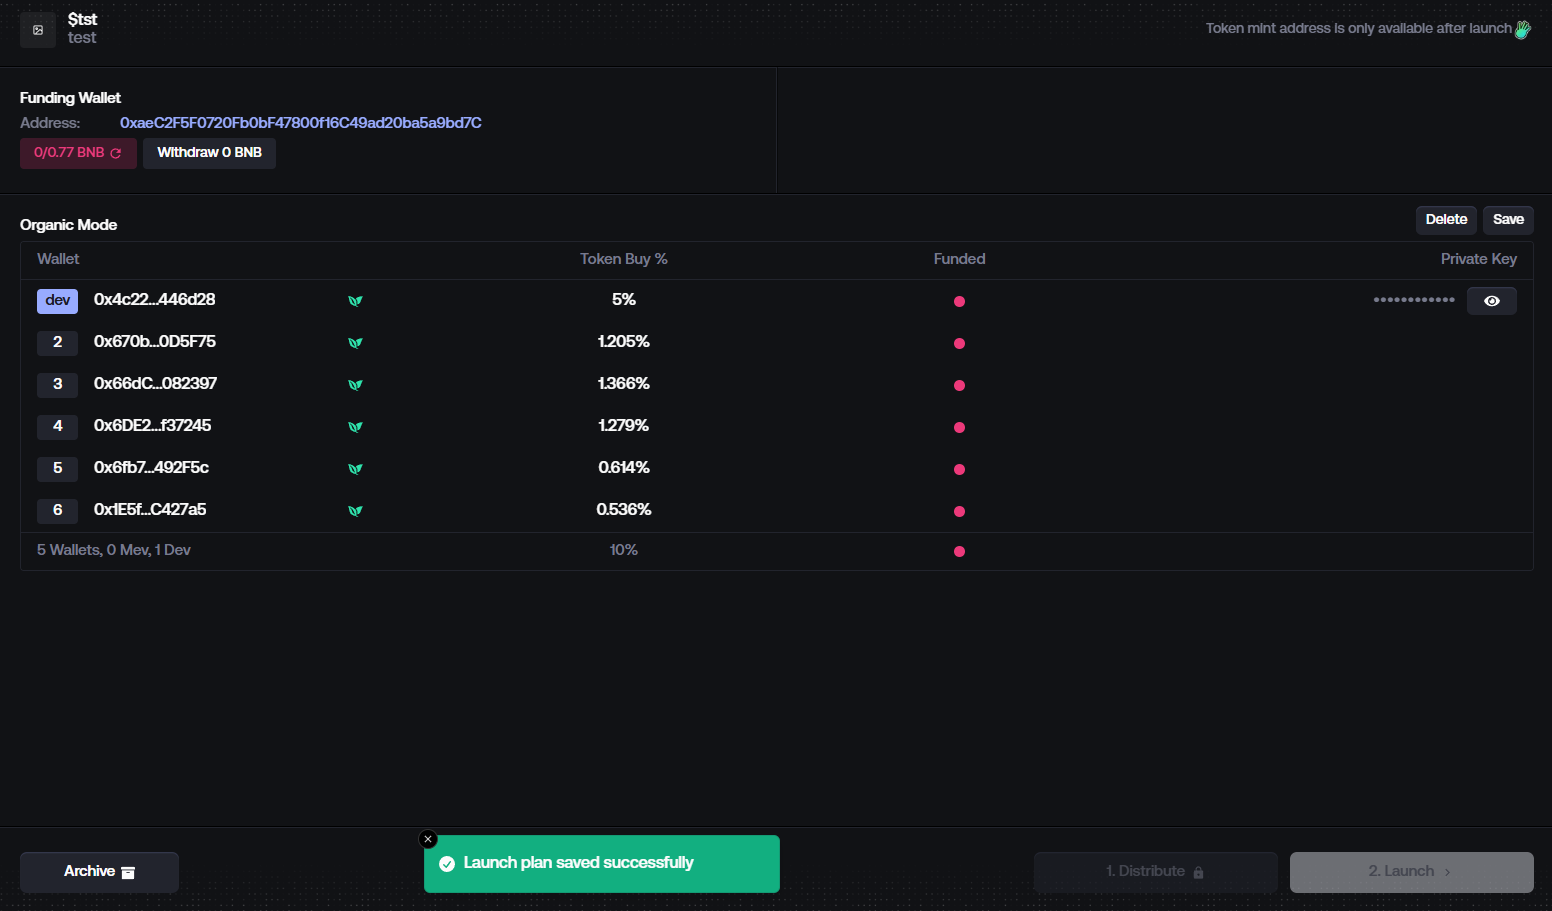 $tst
test
Token mint address is only available after launch
Funding Wallet
Address: 0xaeC2F5F0720Fb0bF47800f16C49ad20ba5a9bd7C
0/0.77 BNB Withdraw 0 BNB
Organic Mode Delete Save
Wallet Token Buy % Funded Private Key
dev 0x4c22...446d28 5% ••••••••••••
2 0x670b...0D5F75 1.205%
3 0x66dC...082397 1.366%
4 0x6DE2...f37245 1.279%
5 0x6fb7...492F5c 0.614%
6 0x1E5f...C427a5 0.536%
5 Wallets, 0 Mev, 1 Dev 10%
Archive Launch plan saved successfully 1. Distribute 2. Launch